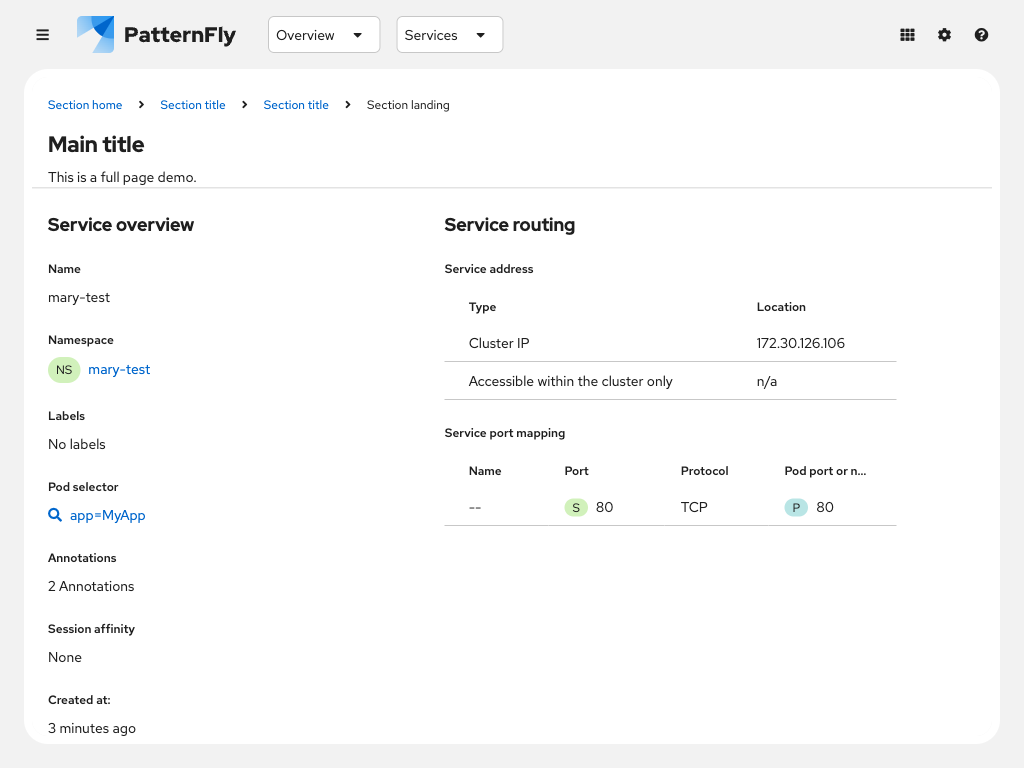 PatternFly
Overview
Services
Section home
Section title
Section title
Section landing
Main title
This is a full page demo.
Service overview
Name
mary-test
Namespace
NS mary-test
Labels
No labels
Pod selector
app=MyApp
Annotations
2 Annotations
Session affinity
None
Created at:
3 minutes ago
Service routing
Service address
Type Location
Cluster IP 172.30.126.106
Accessible within the cluster only n/a
Service port mapping
Name Port Protocol Pod port or n...
-- S 80 TCP P 80